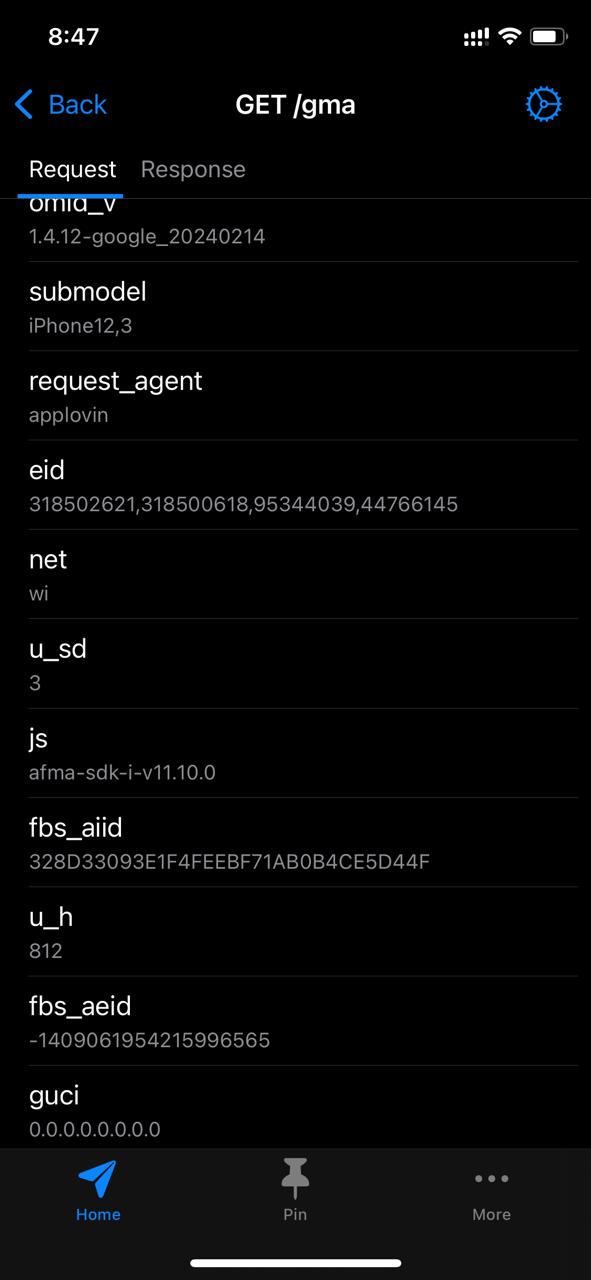 8:47
Back
GET /gma
Request Response
omid_v
1.4.12-google_20240214
submodel
iPhone12,3
request_agent
applovin
eid
318502621,318500618,95344039,44766145
net
wi
u_sd
3
js
afma-sdk-i-v11.10.0
fbs_aiid
328D33093E1F4FEEBF71AB0B4CE5D44F
u_h
812
fbs_aeid
-1409061954215996565
guci
0.0.0.0.0.0.0.0
Home Pin More